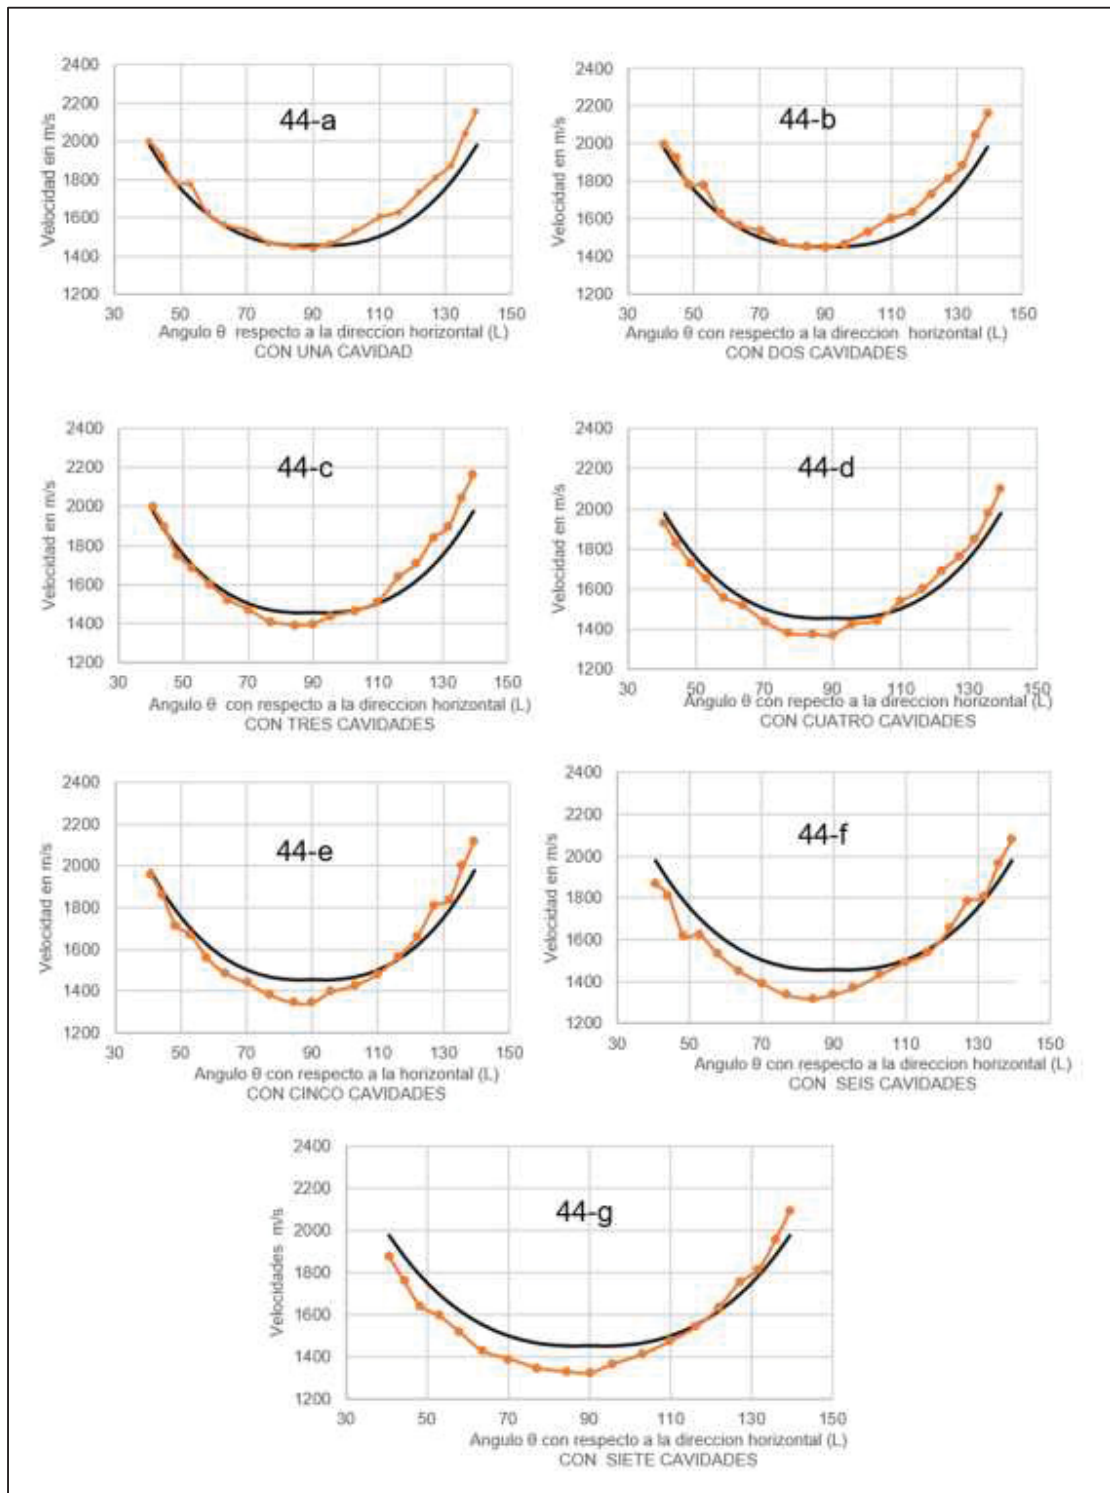 44-a
Velocidad en m/s
2400
2200
2000
1800
1600
1400
1200
30 50 70 90 110 130 150
Angulo θ respecto a la direccion horizontal (L)
CON UNA CAVIDAD
44-b
Velocidad en m/s
2400
2200
2000
1800
1600
1400
1200
30 50 70 90 110 130 150
Angulo θ con respecto a la direccion horizontal (L)
CON DOS CAVIDADES
44-c
Velocidad en m/s
2400
2200
2000
1800
1600
1400
1200
30 50 70 90 110 130 150
Angulo θ con respecto a la direccion horizontal (L)
CON TRES CAVIDADES
44-d
Velocidad en m/s
2400
2200
2000
1800
1600
1400
1200
30 50 70 90 110 130 150
Angulo θ con repecto a la direccion horizontal (L)
CON CUATRO CAVIDADES
44-e
Velocidad en m/s
2400
2200
2000
1800
1600
1400
1200
30 50 70 90 110 130 150
Angulo θ con respecto a la horizontal (L)
CON CINCO CAVIDADES
44-f
Velocidad en m/s
2400
2200
2000
1800
1600
1400
1200
30 50 70 90 110 130 150
Angulo θ con respecto a la direccion horizontal (L)
CON SEIS CAVIDADES
44-g
Velocidades m/s
2400
2200
2000
1800
1600
1400
1200
30 50 70 90 110 130 150
Angulo θ con respecto a la direccion horizontal (L)
CON SIETE CAVIDADES